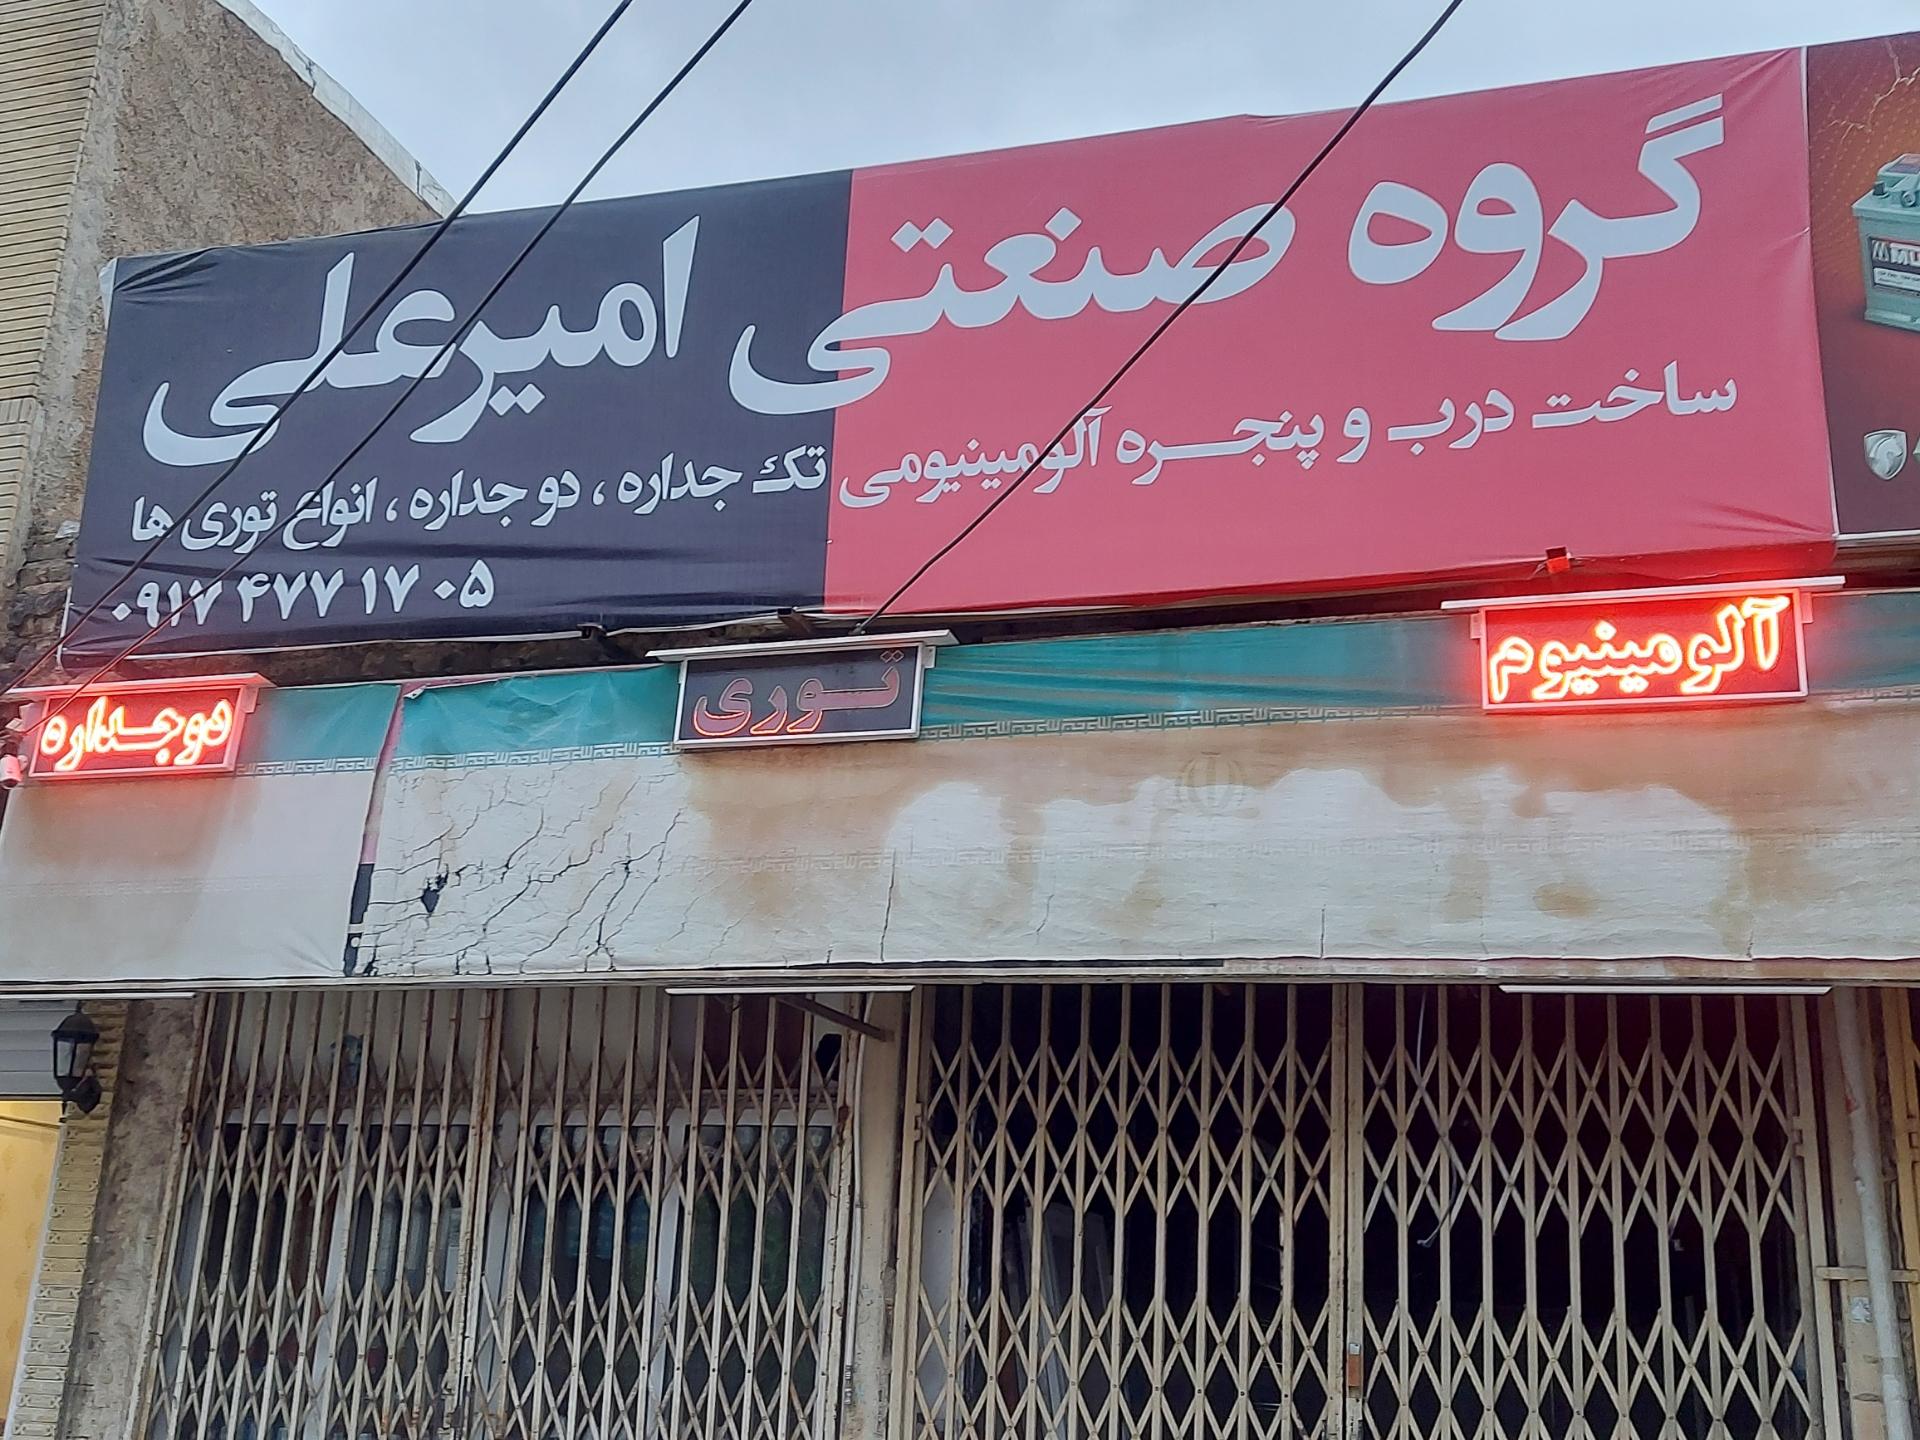 گروه صنعتی امیرعلی
ساخت درب و پنجره آلومینیومی
تک جداره ، دو جداره ، انواع توری ها
۰۹۱۷ ۴۷۷ ۱۷ ۰۵
آلومینیوم
توری
دوجداره